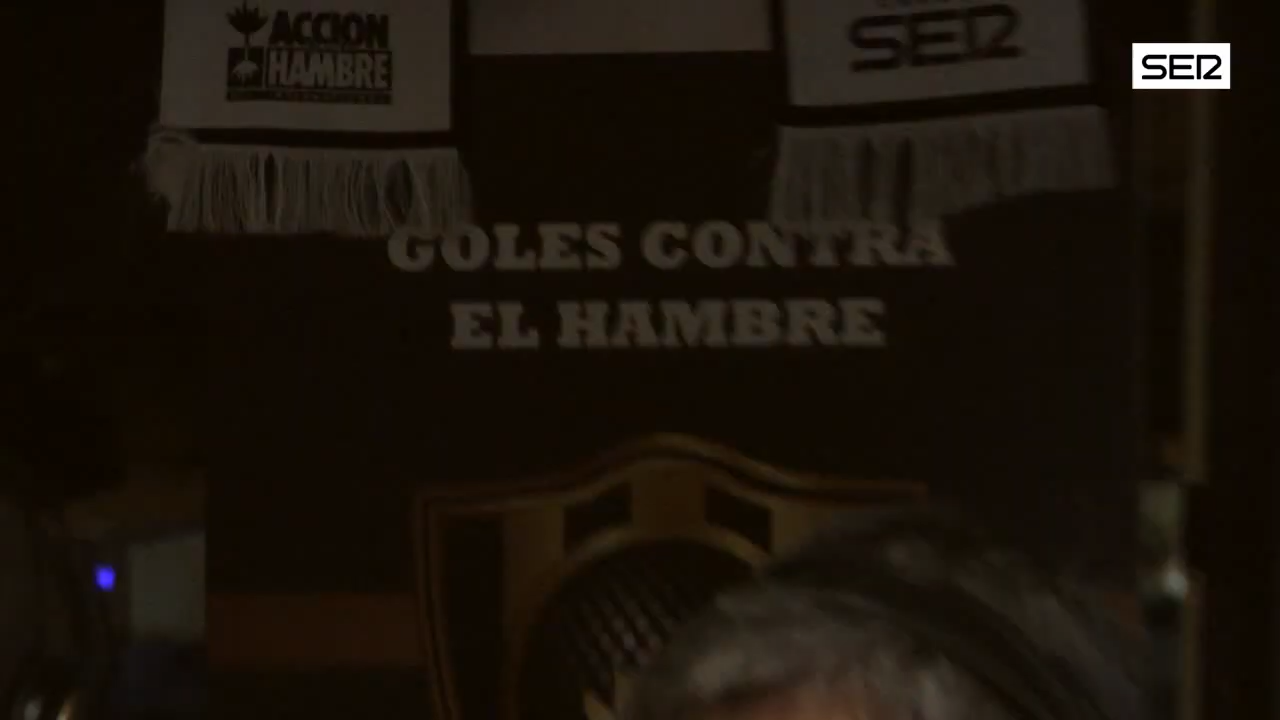 ACCION
HAMBRE
SER
SER
GOLES CONTRA
EL HAMBRE